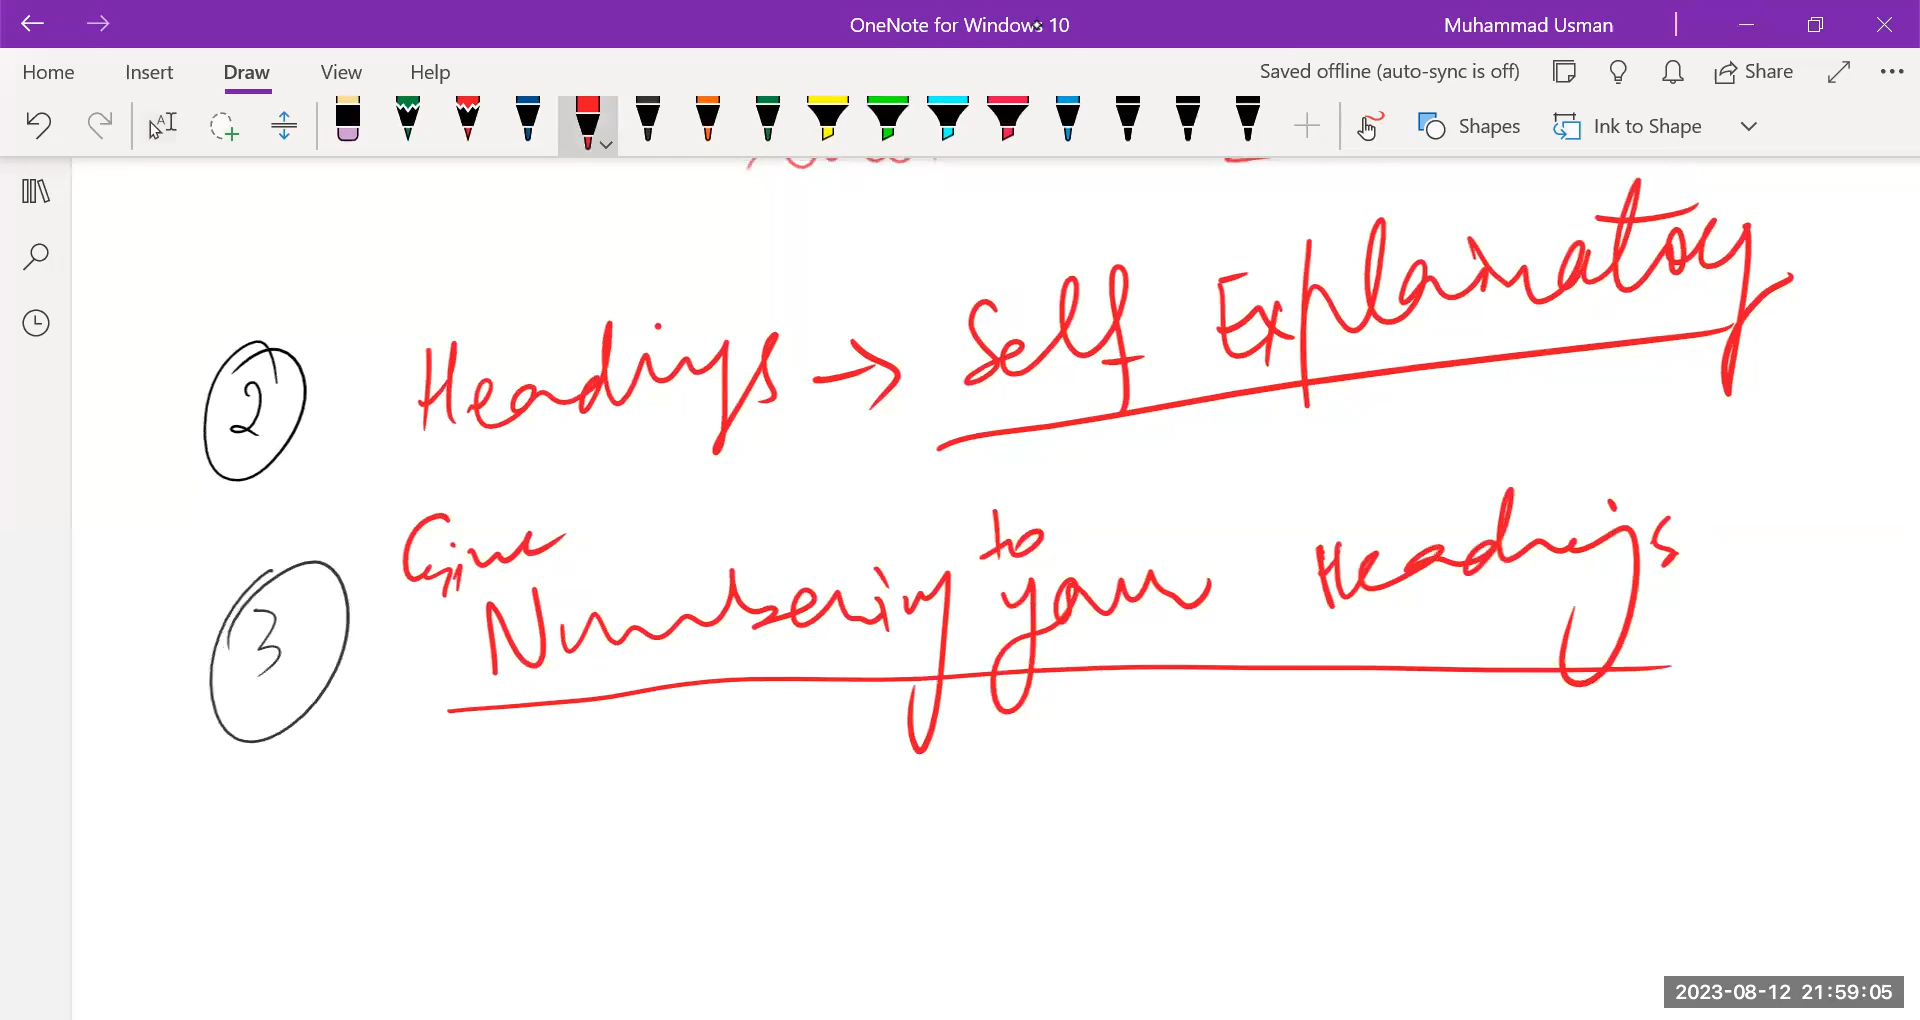 OneNote for Windows 10
Muhammad Usman
Home Insert Draw View Help
Saved offline (auto-sync is off) Share
Shapes Ink to Shape
2 Headings → Self Explainatory
3 Give Numbering to your Headings
2023-08-12 21:59:05